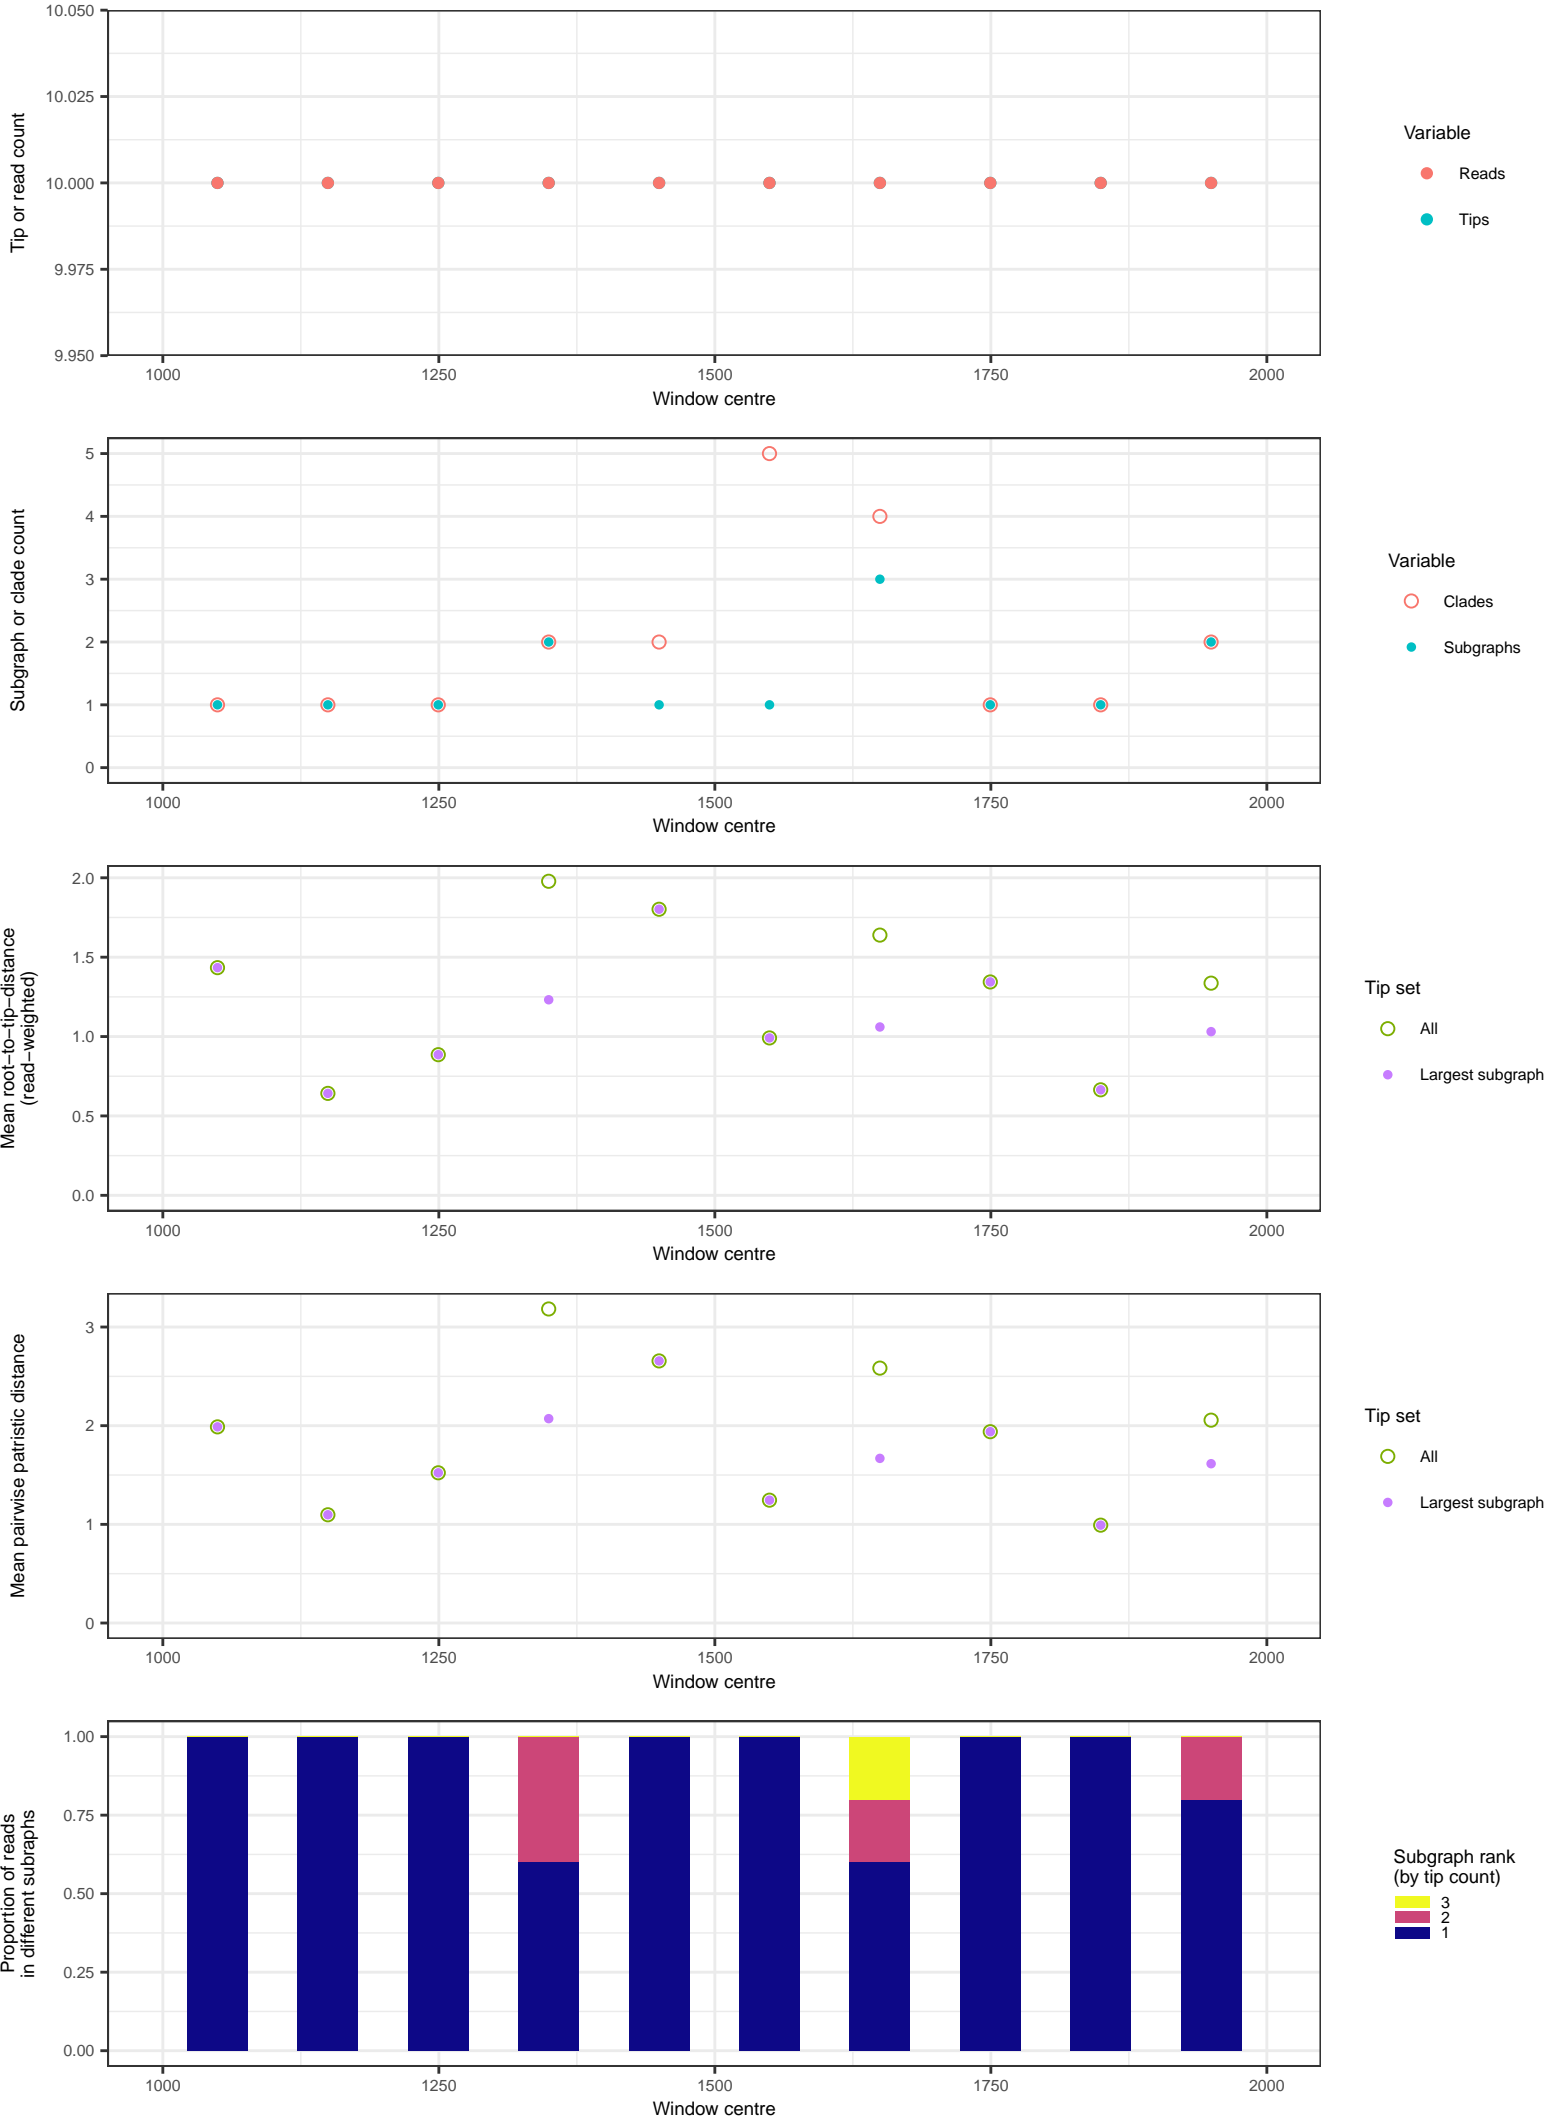 10.050
10.025
10.000
9.975
9.950
Tip or read count
1000 1250 1500 1750 2000
Window centre
Variable
Reads
Tips
5
4
3
2
1
0
Subgraph or clade count
1000 1250 1500 1750 2000
Window centre
Variable
Clades
Subgraphs
2.0
1.5
1.0
0.5
0.0
Mean root−to−tip−distance
(read−weighted)
1000 1250 1500 1750 2000
Window centre
Tip set
All
Largest subgraph
3
2
1
0
Mean pairwise patristic distance
1000 1250 1500 1750 2000
Window centre
Tip set
All
Largest subgraph
1.00
0.75
0.50
0.25
0.00
Proportion of reads
in different subraphs
1000 1250 1500 1750 2000
Window centre
Subgraph rank
(by tip count)
3
2
1